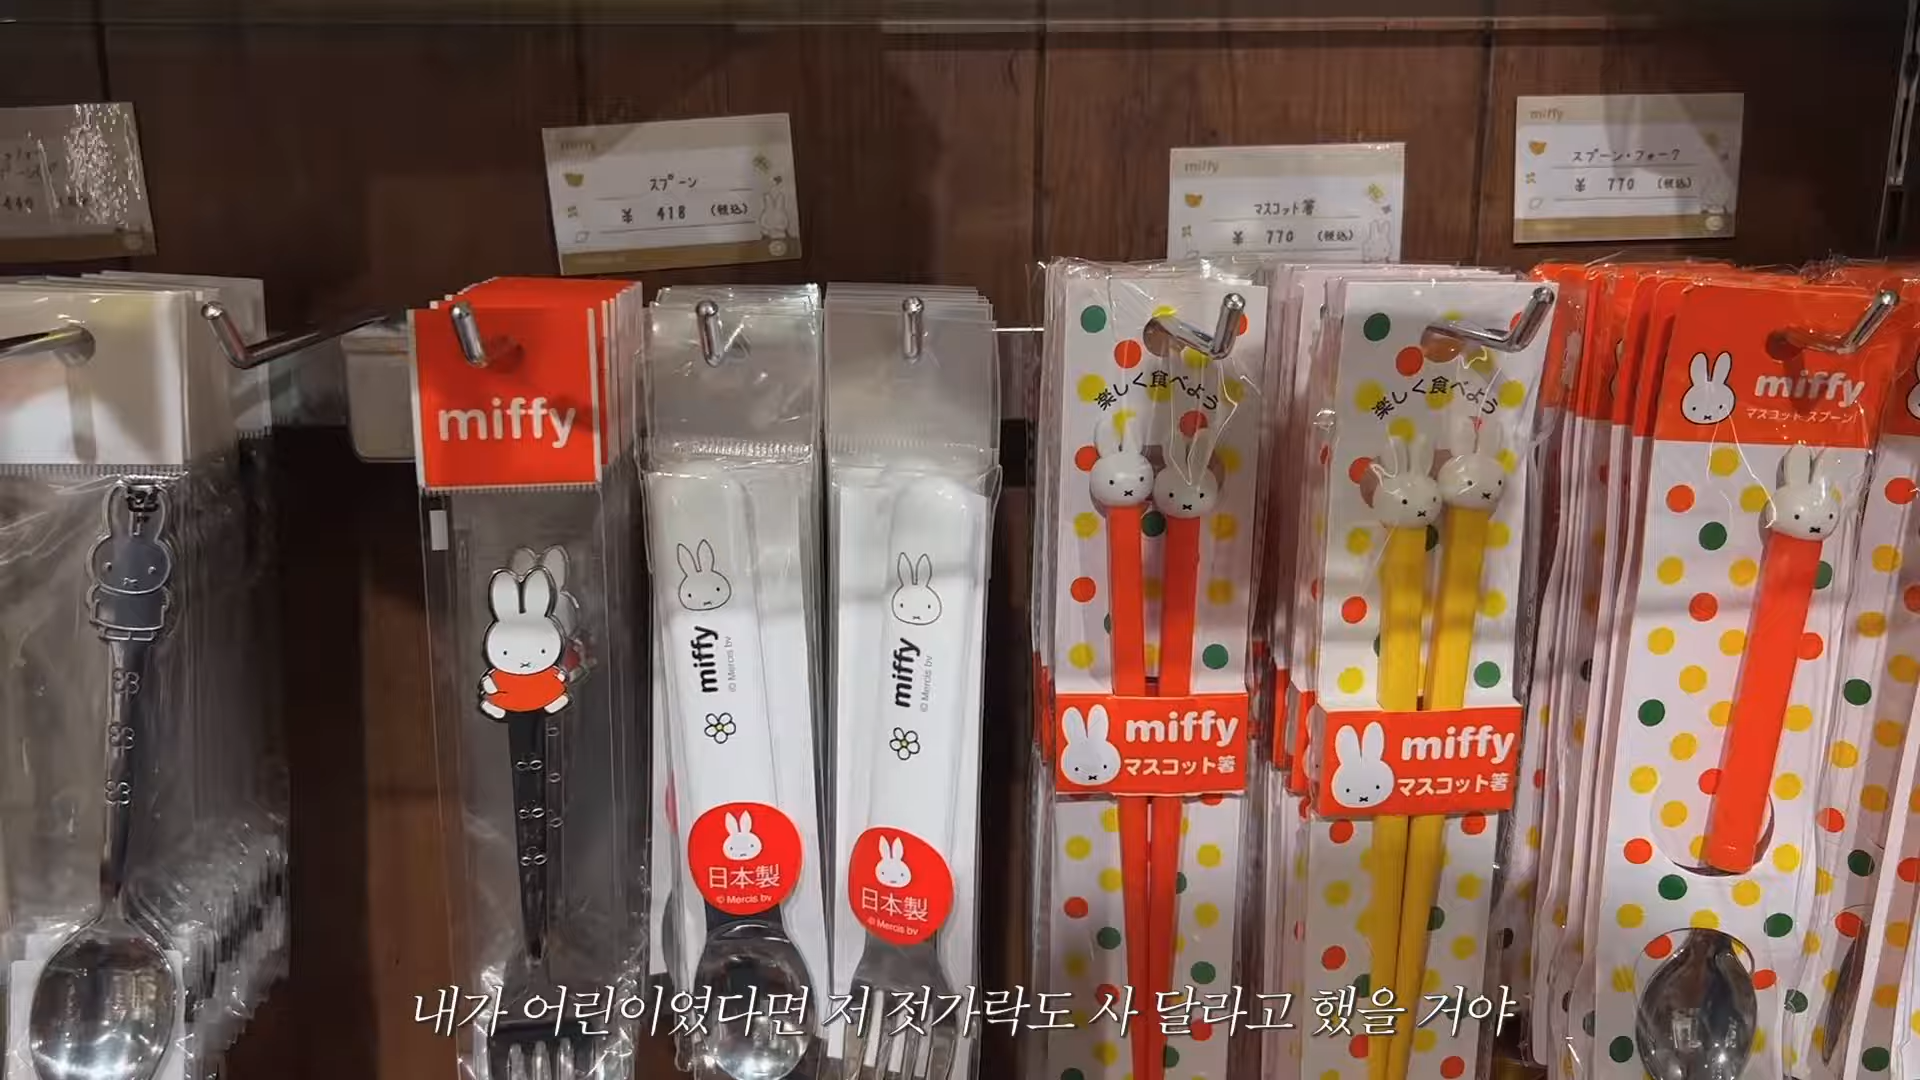 440
miffy
スプーン
¥ 418 (税込)
miffy
マスコット箸
¥ 770 (税込)
miffy
スプーン・フォーク
¥ 770 (税込)
miffy
miffy
© Mercis bv
日本製
© Mercis bv
miffy
© Mercis bv
日本製
© Mercis bv
楽しく食べよう
miffy
マスコット箸
楽しく食べよう
miffy
マスコット箸
miffy
マスコットスプーン
내가 어린이였다면 저 젓가락도 사 달라고 했을 거야